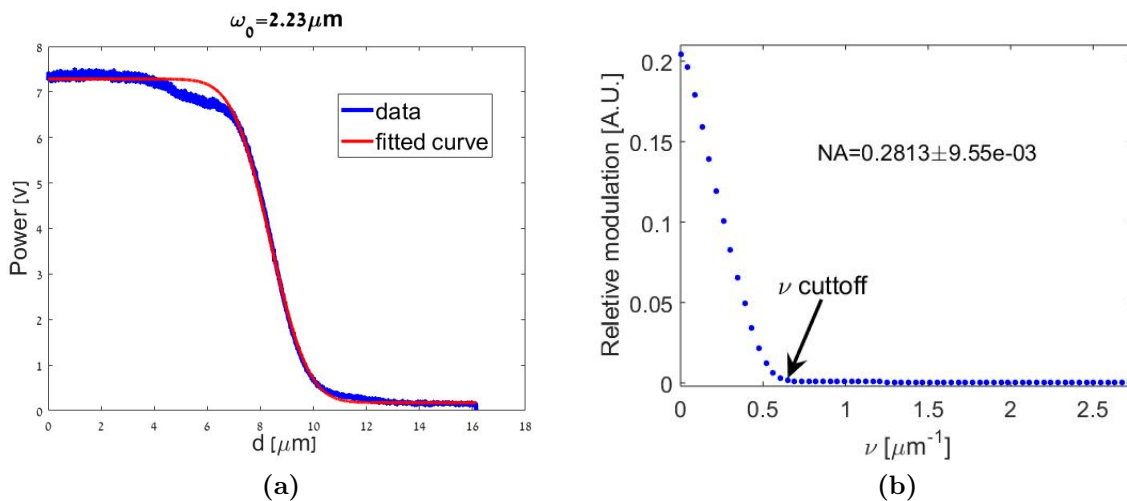 ω₀=2.23μm
8
7
6
5
4
3
2
1
0
Power [v]
data
fitted curve
0 2 4 6 8 10 12 14 16 18
d [μm]
(a)
0.2
0.15
0.1
0.05
0
Reletive modulation [A.U.]
NA=0.2813±9.55e-03
ν cuttoff
0 0.5 1 1.5 2 2.5
ν [μm⁻¹]
(b)